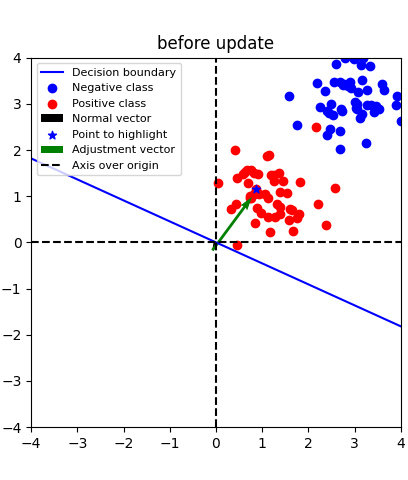 before update
Decision boundary
Negative class
Positive class
Normal vector
Point to highlight
Adjustment vector
Axis over origin
4
3
2
1
0
−1
−2
−3
−4
−4 −3 −2 −1 0 1 2 3 4